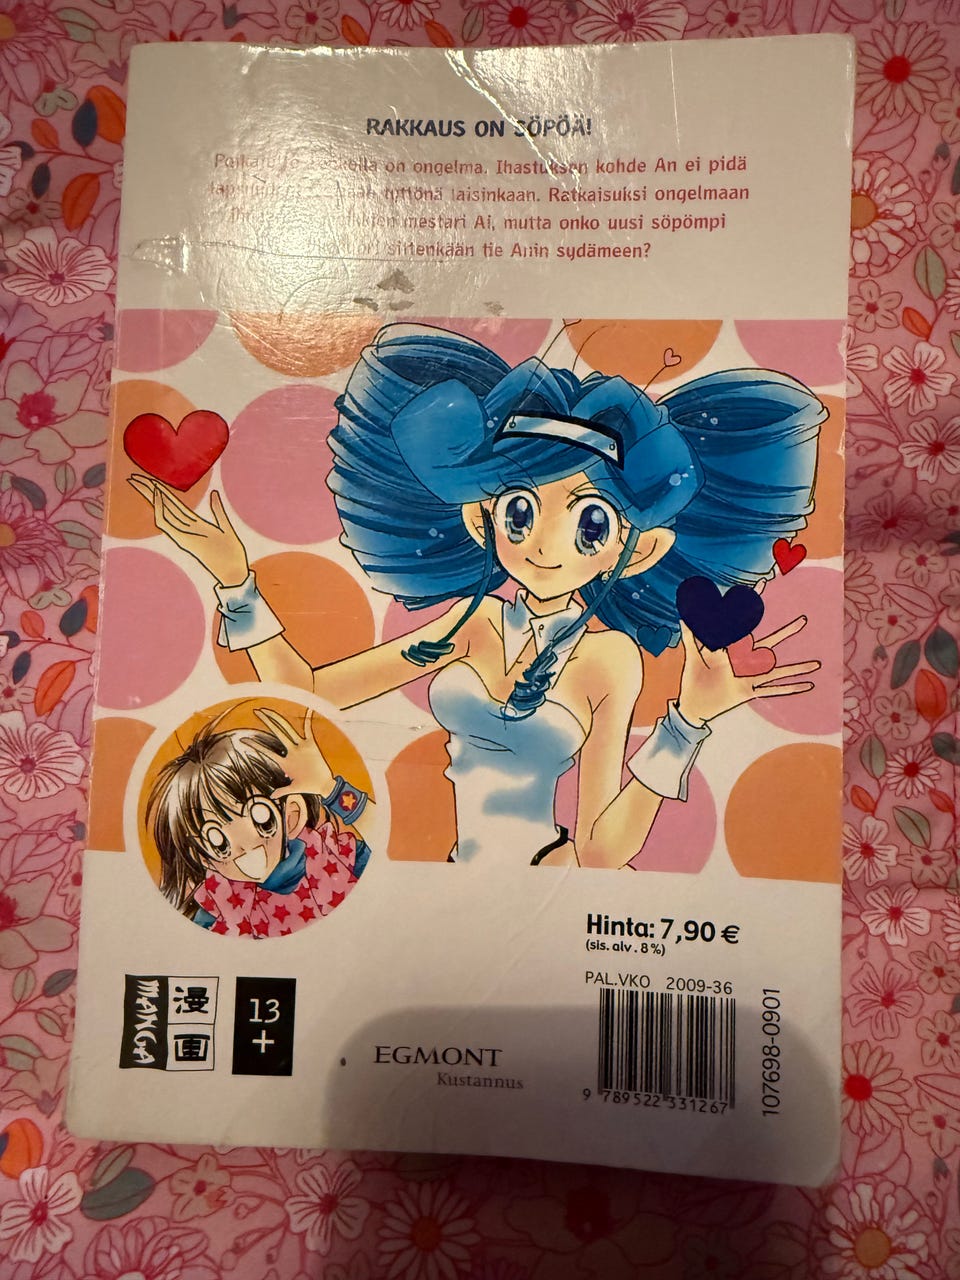 RAKKAUS ON SÖPÖÄ!
on ongelma. Ihastuksen kohde An ei pidä
tyttönä laisinkaan. Ratkaisuksi ongelmaan
mestari Ai, mutta onko uusi söpömpi
sittenkään tie Anin sydämeen?
Hinta: 7,90 €
(sis. alv. 8%)
PAL.VKO 2009-36
9 789522 331267
107698-0901
MANGA
漫画
13
+
EGMONT
Kustannus